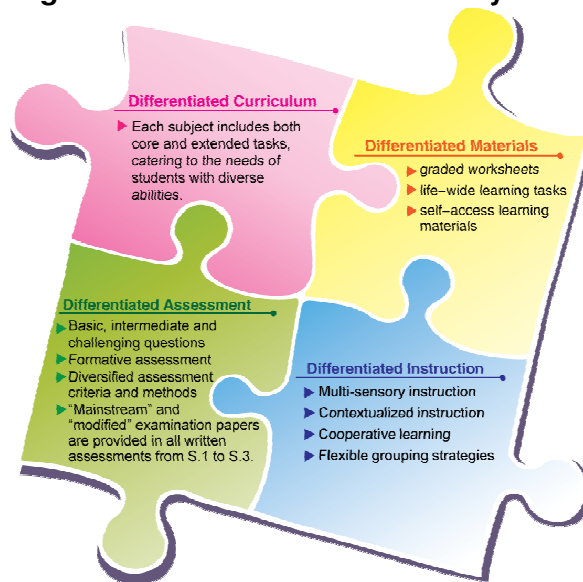 Differentiated Curriculum
Each subject includes both
core and extended tasks,
catering to the needs of
students with diverse
abilities.
Differentiated Materials
graded worksheets
life–wide learning tasks
self–access learning
materials
Differentiated Assessment
Basic, intermediate and
challenging questions
Formative assessment
Diversified assessment
criteria and methods
“Mainstream” and
“modified” examination papers
are provided in all written
assessments from S.1 to S.3.
Differentiated Instruction
Multi-sensory instruction
Contextualized instruction
Cooperative learning
Flexible grouping strategies